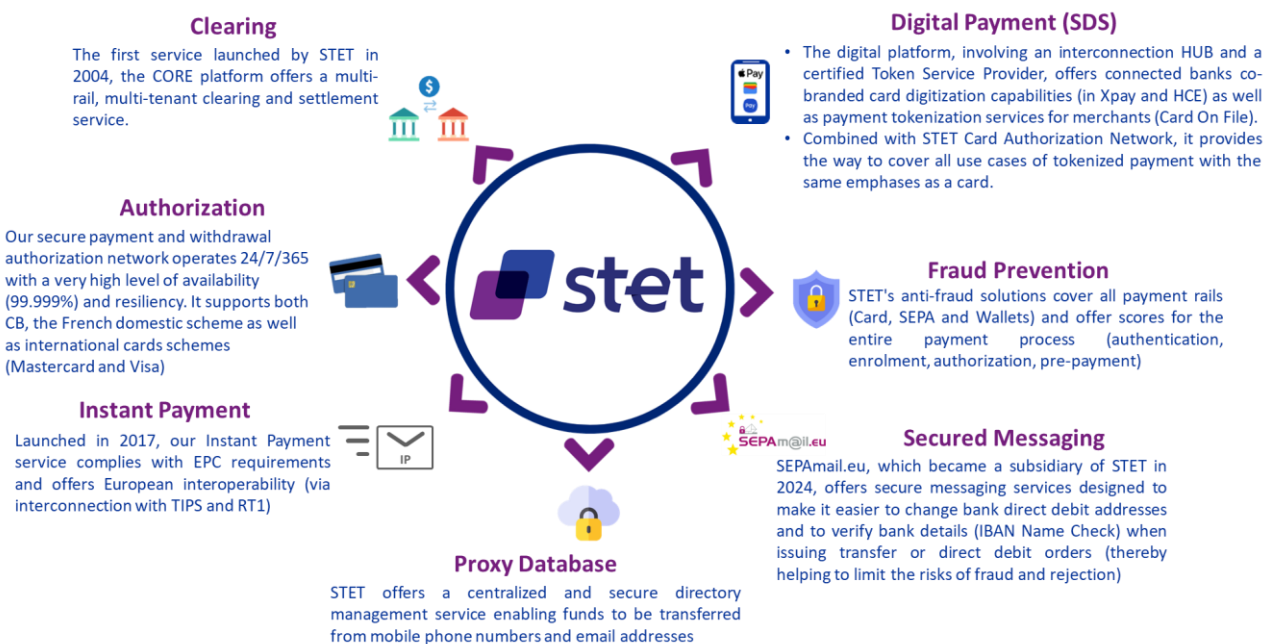 Clearing
The first service launched by STET in
2004, the CORE platform offers a multi-
rail, multi-tenant clearing and settlement
service.
$
Digital Payment (SDS)
Pay
Pay
• The digital platform, involving an interconnection HUB and a
certified Token Service Provider, offers connected banks co-
branded card digitization capabilities (in Xpay and HCE) as well
as payment tokenization services for merchants (Card On File).
• Combined with STET Card Authorization Network, it provides
the way to cover all use cases of tokenized payment with the
same emphases as a card.
Authorization
Our secure payment and withdrawal
authorization network operates 24/7/365
with a very high level of availability
(99.999%) and resiliency. It supports both
CB, the French domestic scheme as well
as international cards schemes
(Mastercard and Visa)
stet
Fraud Prevention
STET's anti-fraud solutions cover all payment rails
(Card, SEPA and Wallets) and offer scores for the
entire payment process (authentication,
enrolment, authorization, pre-payment)
Instant Payment
Launched in 2017, our Instant Payment
service complies with EPC requirements
and offers European interoperability (via
interconnection with TIPS and RT1)
IP
SEPAm@il.eu
Secured Messaging
SEPAmail.eu, which became a subsidiary of STET in
2024, offers secure messaging services designed to
make it easier to change bank direct debit addresses
and to verify bank details (IBAN Name Check) when
issuing transfer or direct debit orders (thereby
helping to limit the risks of fraud and rejection)
Proxy Database
STET offers a centralized and secure directory
management service enabling funds to be transferred
from mobile phone numbers and email addresses